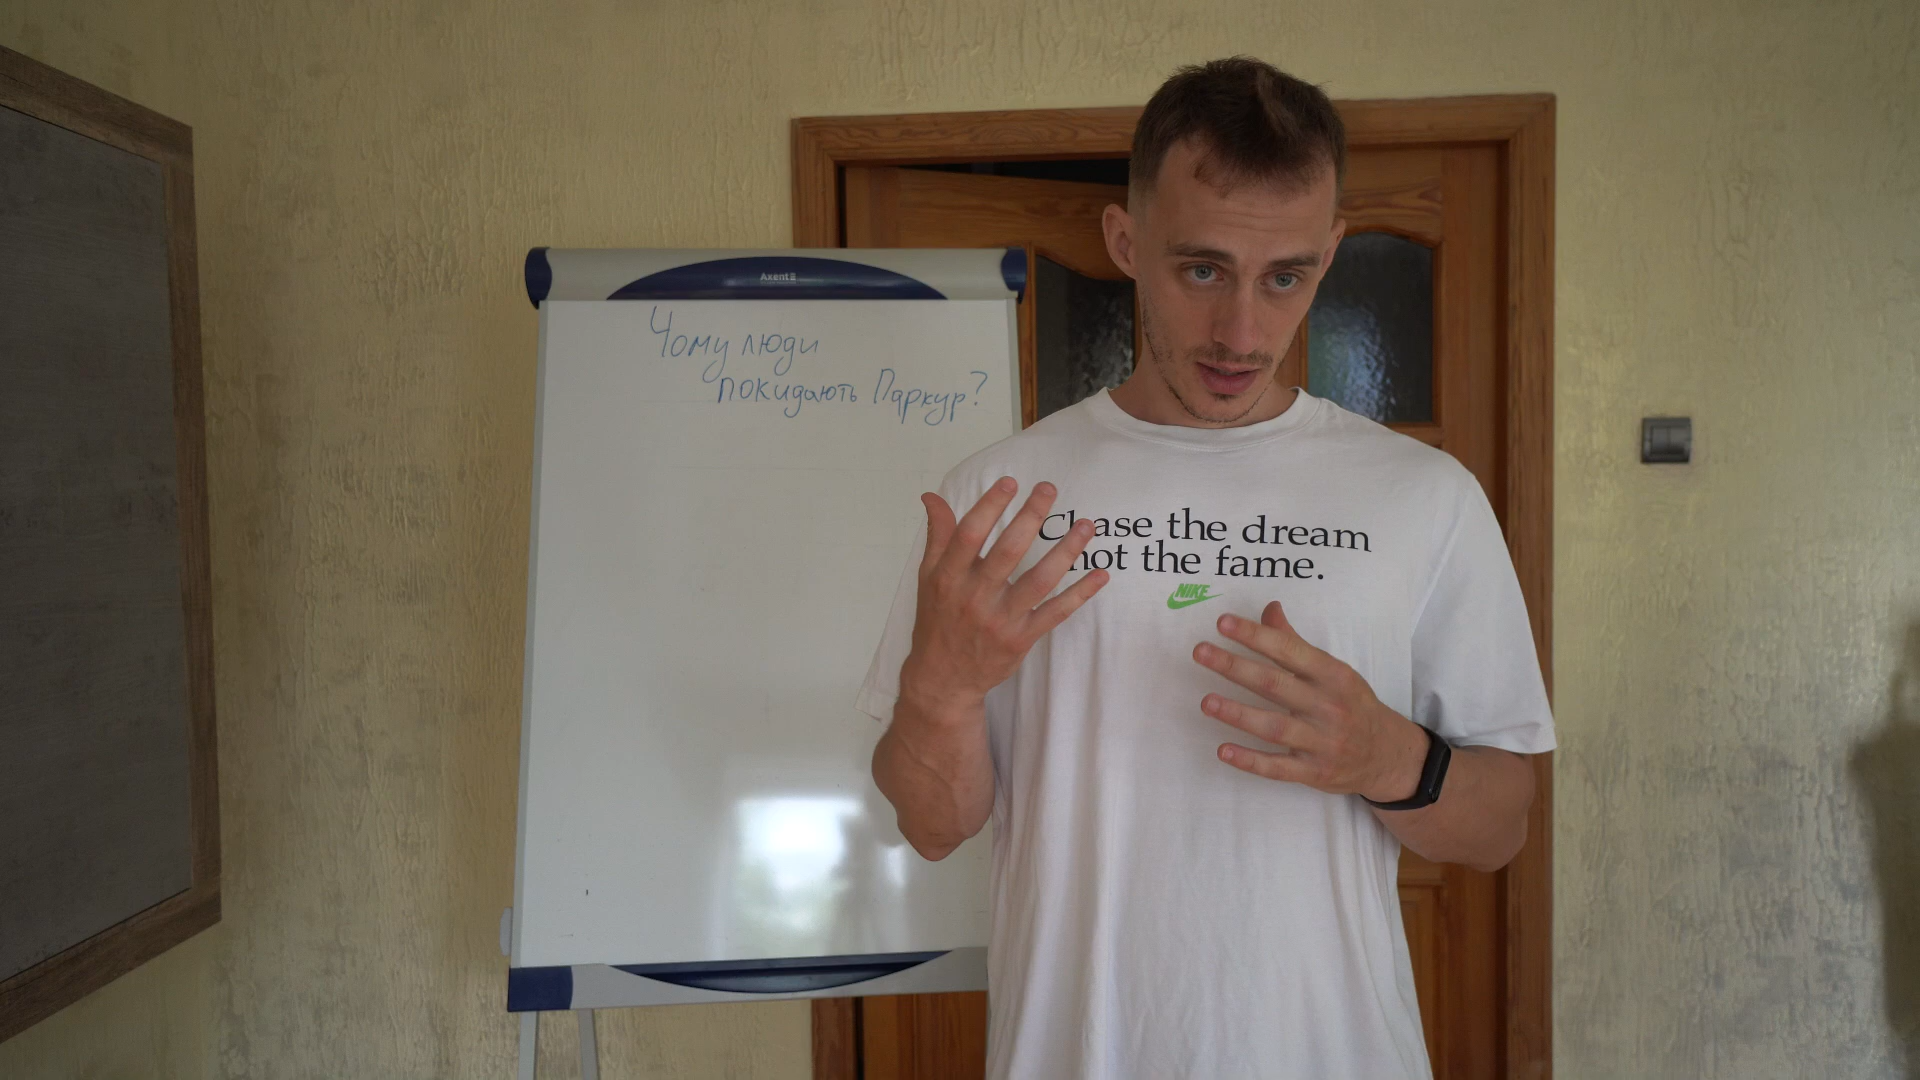 Axent
Чому люди
покидають Паркур?
Chase the dream
not the fame.
NIKE